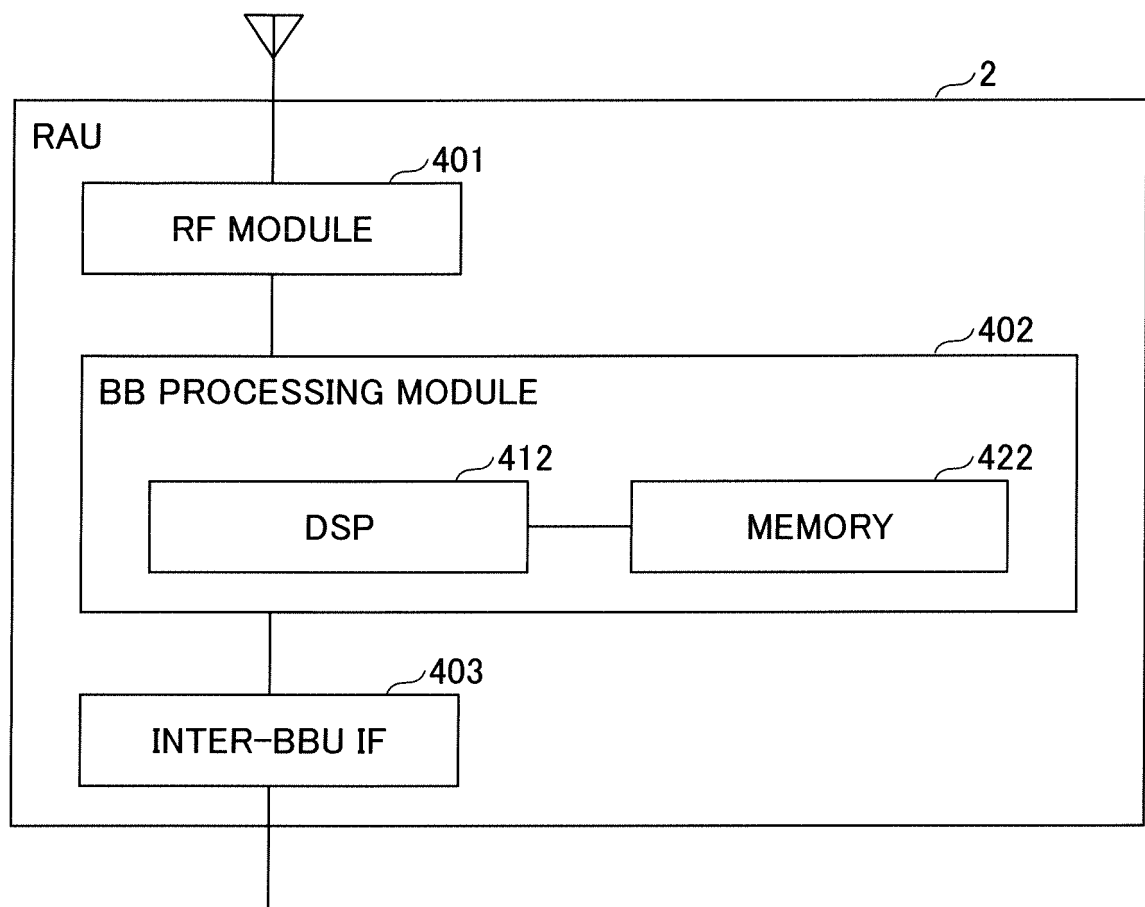 2
RAU
401
RF MODULE
402
BB PROCESSING MODULE
412
422
DSP
MEMORY
403
INTER-BBU IF